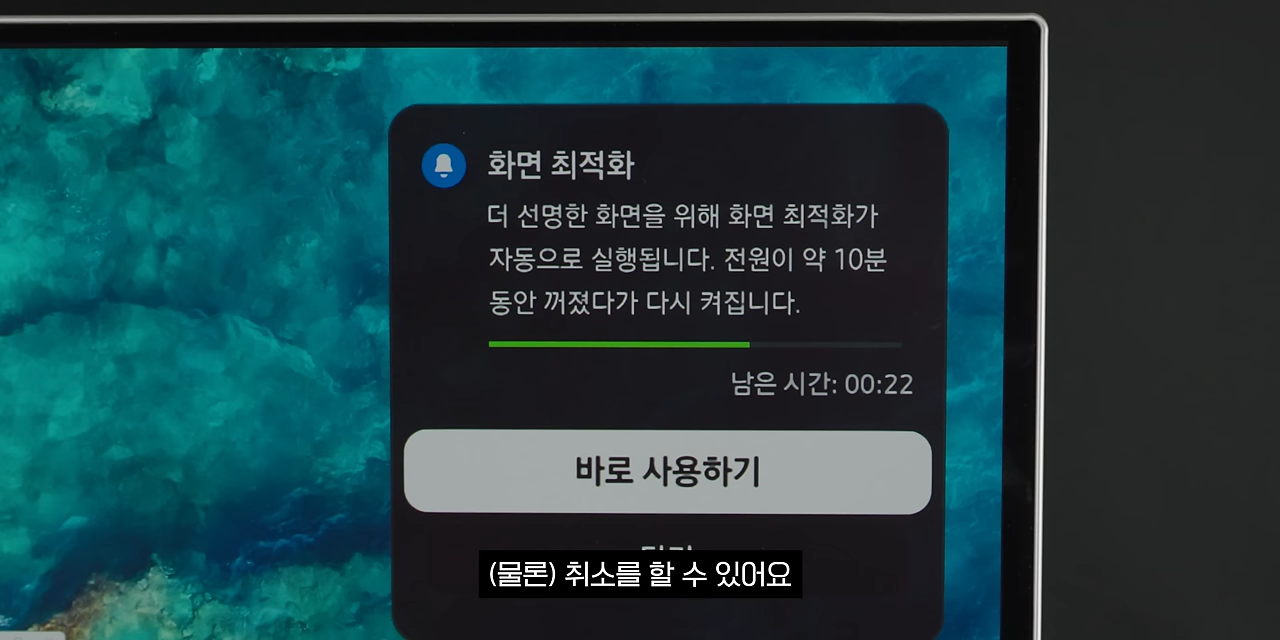 화면 최적화
더 선명한 화면을 위해 화면 최적화가
자동으로 실행됩니다. 전원이 약 10분
동안 꺼졌다가 다시 켜집니다.
남은 시간: 00:22
바로 사용하기
(물론) 취소를 할 수 있어요